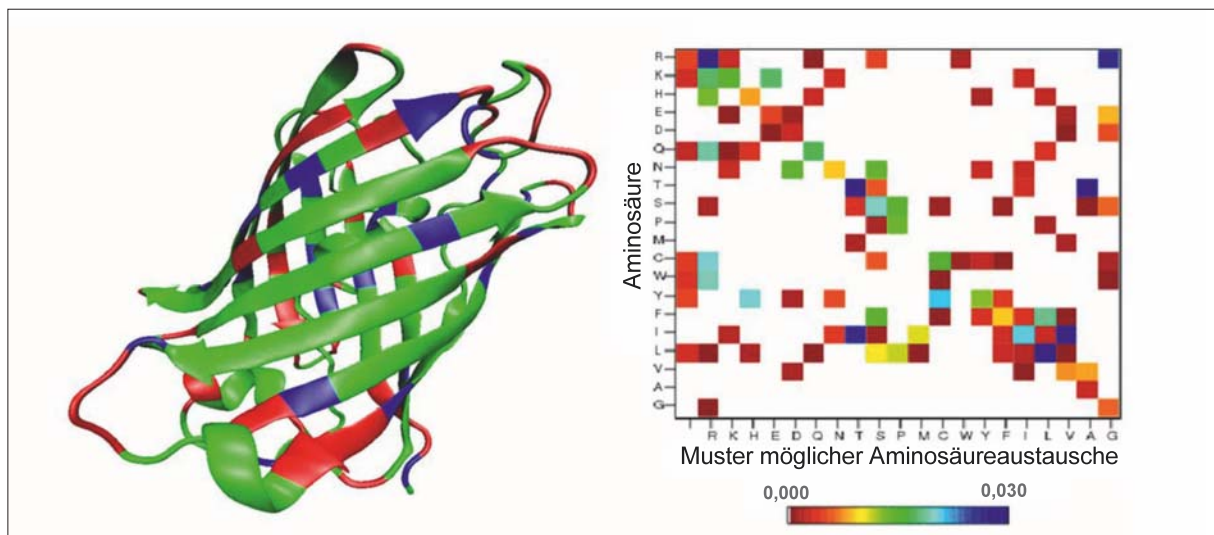 Aminosäure
R
K
H
E
D
Q
N
T
S
P
M
C
W
Y
F
I
L
V
A
G
R K H E D Q N T S P M C W Y F I L V A G
Muster möglicher Aminosäureaustausche
0,000 0,030